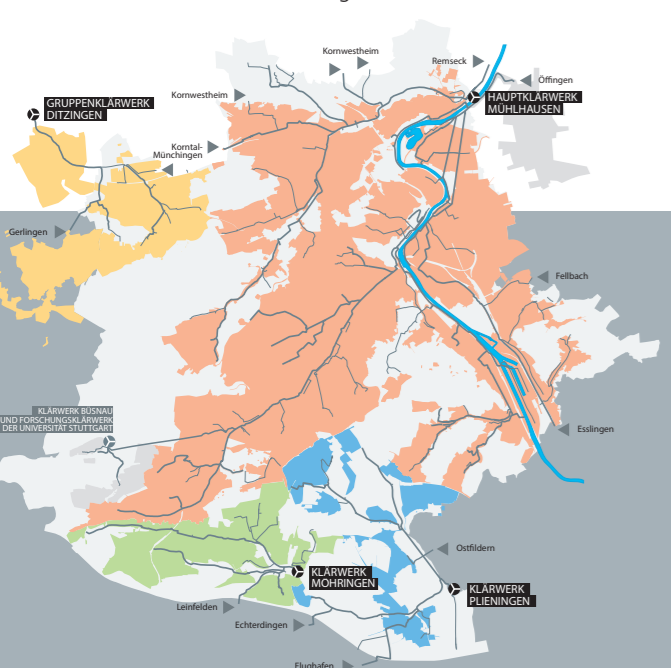 Kornwestheim
Remseck
Öffingen
Kornwestheim
HAUPTKLÄRWERK
MÜHLHAUSEN
GRUPPENKLÄRWERK
DITZINGEN
Korntal-
Münchingen
Gerlingen
Fellbach
KLÄRWERK BÜSNAU
UND FORSCHUNGSKLÄRWERK
DER UNIVERSITÄT STUTTGART
Esslingen
Ostfildern
KLÄRWERK
MÖHRINGEN
KLÄRWERK
PLIENINGEN
Leinfelden
Echterdingen
Flughafen